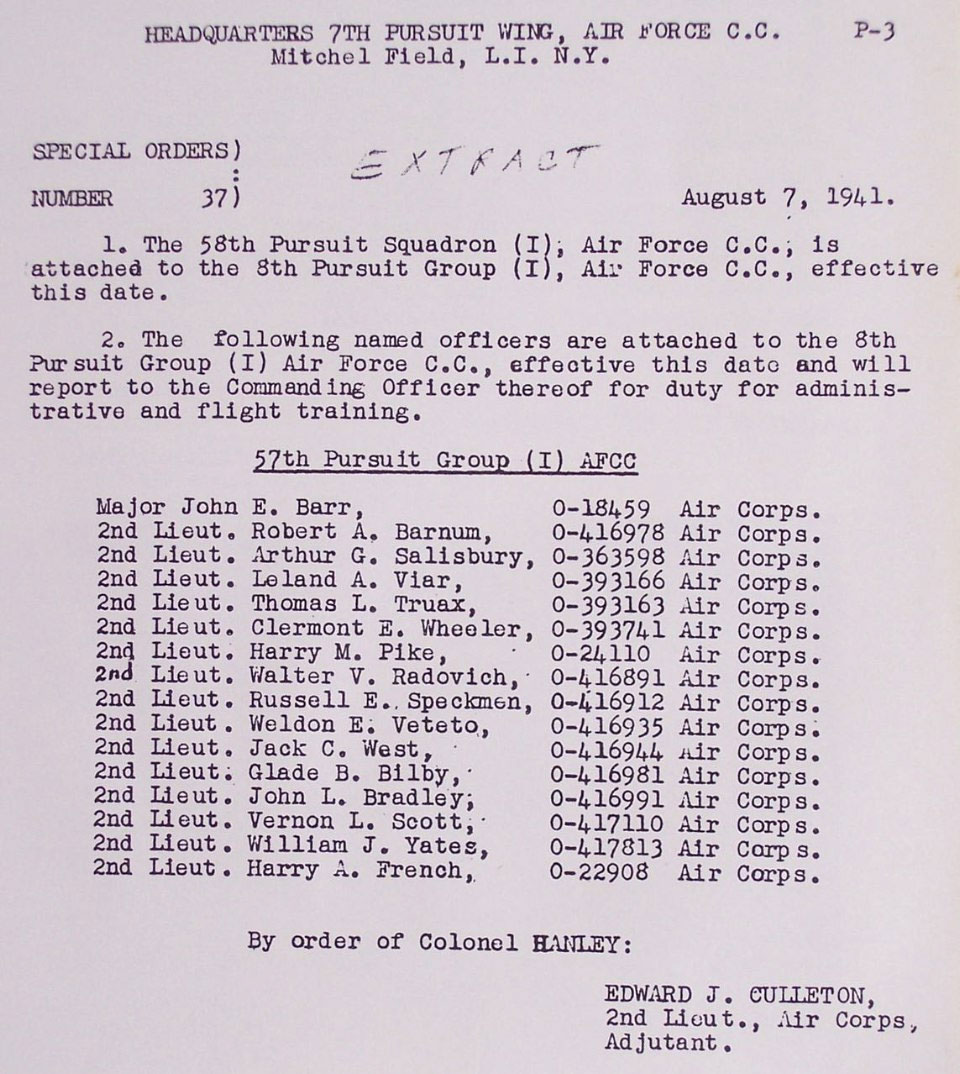 HEADQUARTERS 7TH PURSUIT WING, AIR FORCE C.C. P-3
Mitchel Field, L.I. N.Y.
SPECIAL ORDERS)
:
EXTRACT
NUMBER 37) August 7, 1941.
1. The 58th Pursuit Squadron (I), Air Force C.C., is
attached to the 8th Pursuit Group (I), Air Force C.C., effective
this date.
2. The following named officers are attached to the 8th
Pursuit Group (I) Air Force C.C., effective this date and will
report to the Commanding Officer thereof for duty for adminis-
trative and flight training.
57th Pursuit Group (I) AFCC
Major John E. Barr, 0-18459 Air Corps.
2nd Lieut. Robert A. Barnum, 0-416978 Air Corps.
2nd Lieut. Arthur G. Salisbury, 0-363598 Air Corps.
2nd Lieut. Leland A. Viar, 0-393166 Air Corps.
2nd Lieut. Thomas L. Truax, 0-393163 Air Corps.
2nd Lieut. Clermont E. Wheeler, 0-393741 Air Corps.
2nd Lieut. Harry M. Pike, 0-24110 Air Corps.
2nd Lieut. Walter V. Radovich, 0-416891 Air Corps.
2nd Lieut. Russell E. Speckmen, 0-416912 Air Corps.
2nd Lieut. Weldon E. Veteto, 0-416935 Air Corps.
2nd Lieut. Jack C. West, 0-416944 Air Corps.
2nd Lieut. Glade B. Bilby, 0-416981 Air Corps.
2nd Lieut. John L. Bradley; 0-416991 Air Corps.
2nd Lieut. Vernon L. Scott, 0-417110 Air Corps.
2nd Lieut. William J. Yates, 0-417813 Air Corps.
2nd Lieut. Harry A. French, 0-22908 Air Corps.
By order of Colonel HANLEY:
EDWARD J. CULLETON,
2nd Lieut., Air Corps,
Adjutant.